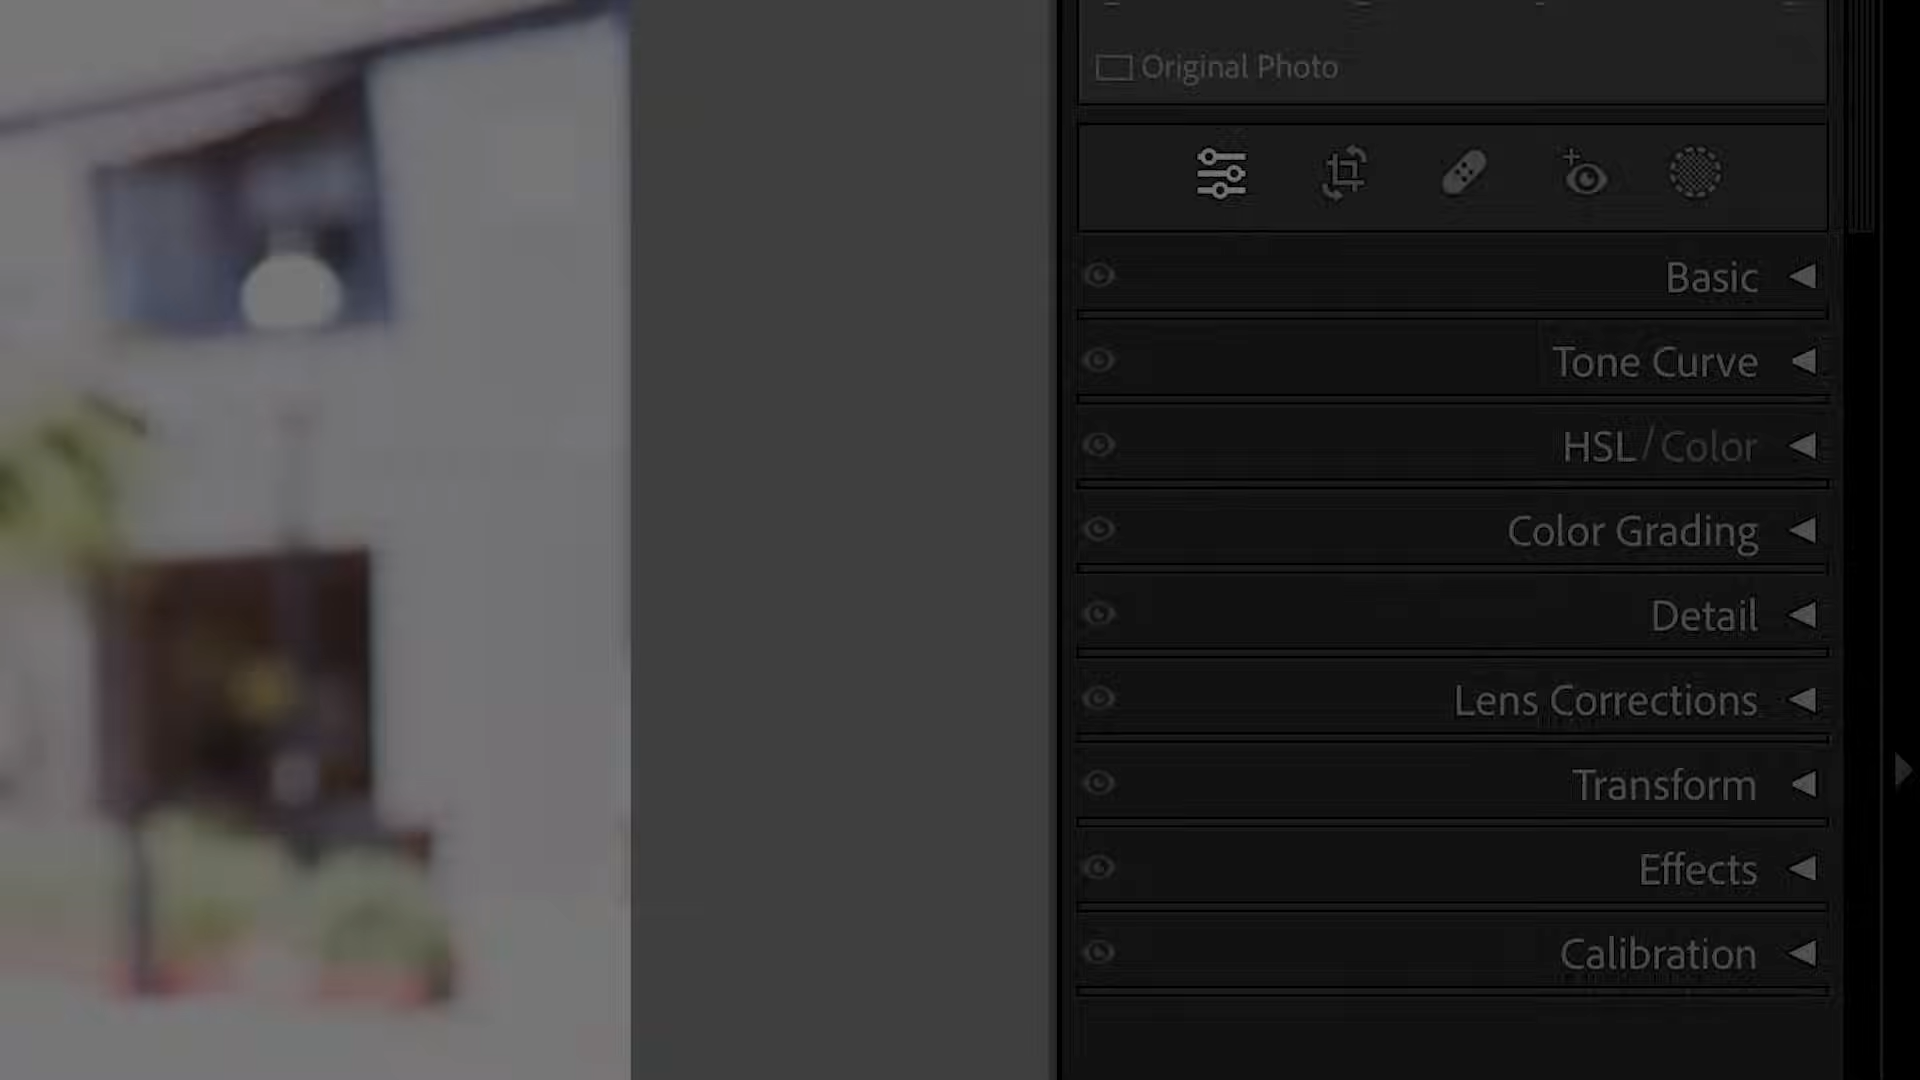 Original Photo
Basic
Tone Curve
HSL / Color
Color Grading
Detail
Lens Corrections
Transform
Effects
Calibration